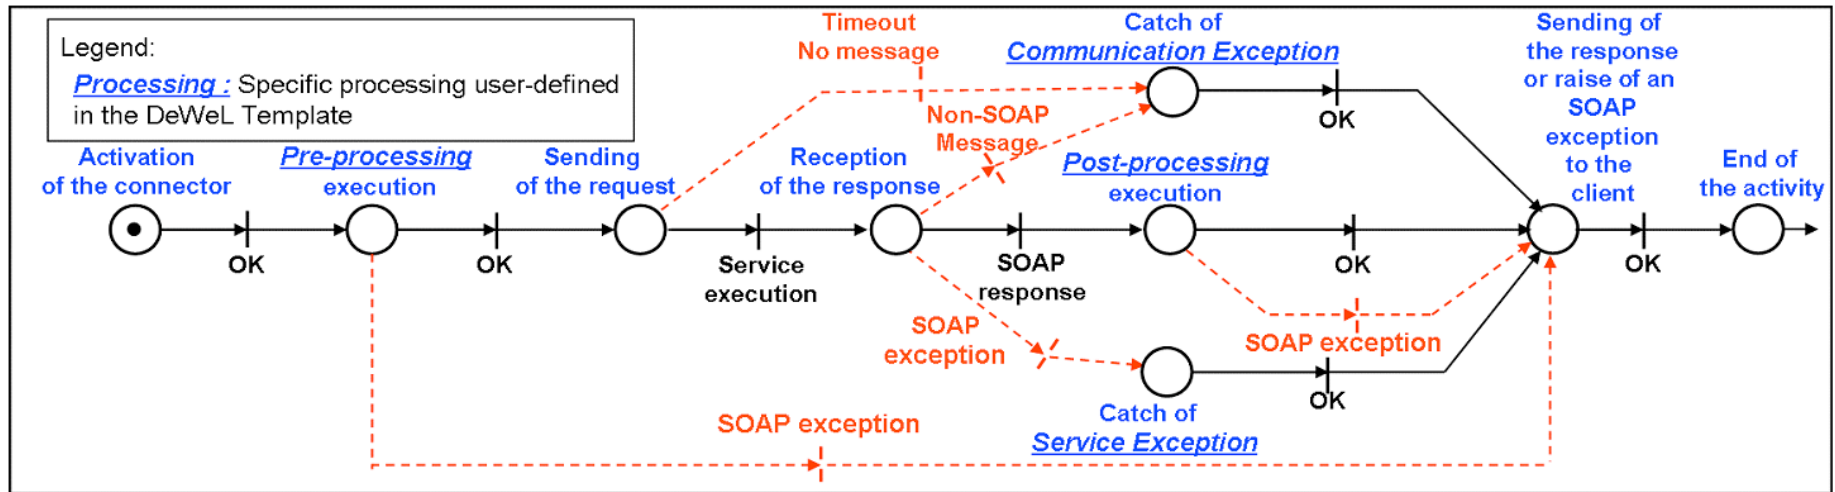 Legend:
Processing : Specific processing user-defined
in the DeWeL Template
Timeout
No message
Catch of
Communication Exception
Sending of
the response
or raise of an
SOAP
exception
to the
client
Non-SOAP
Message
OK
Activation
of the connector
Pre-processing
execution
Sending
of the request
Reception
of the response
Post-processing
execution
End of
the activity
OK
OK
Service
execution
SOAP
response
OK
OK
SOAP
exception
SOAP exception
OK
Catch of
Service Exception
SOAP exception